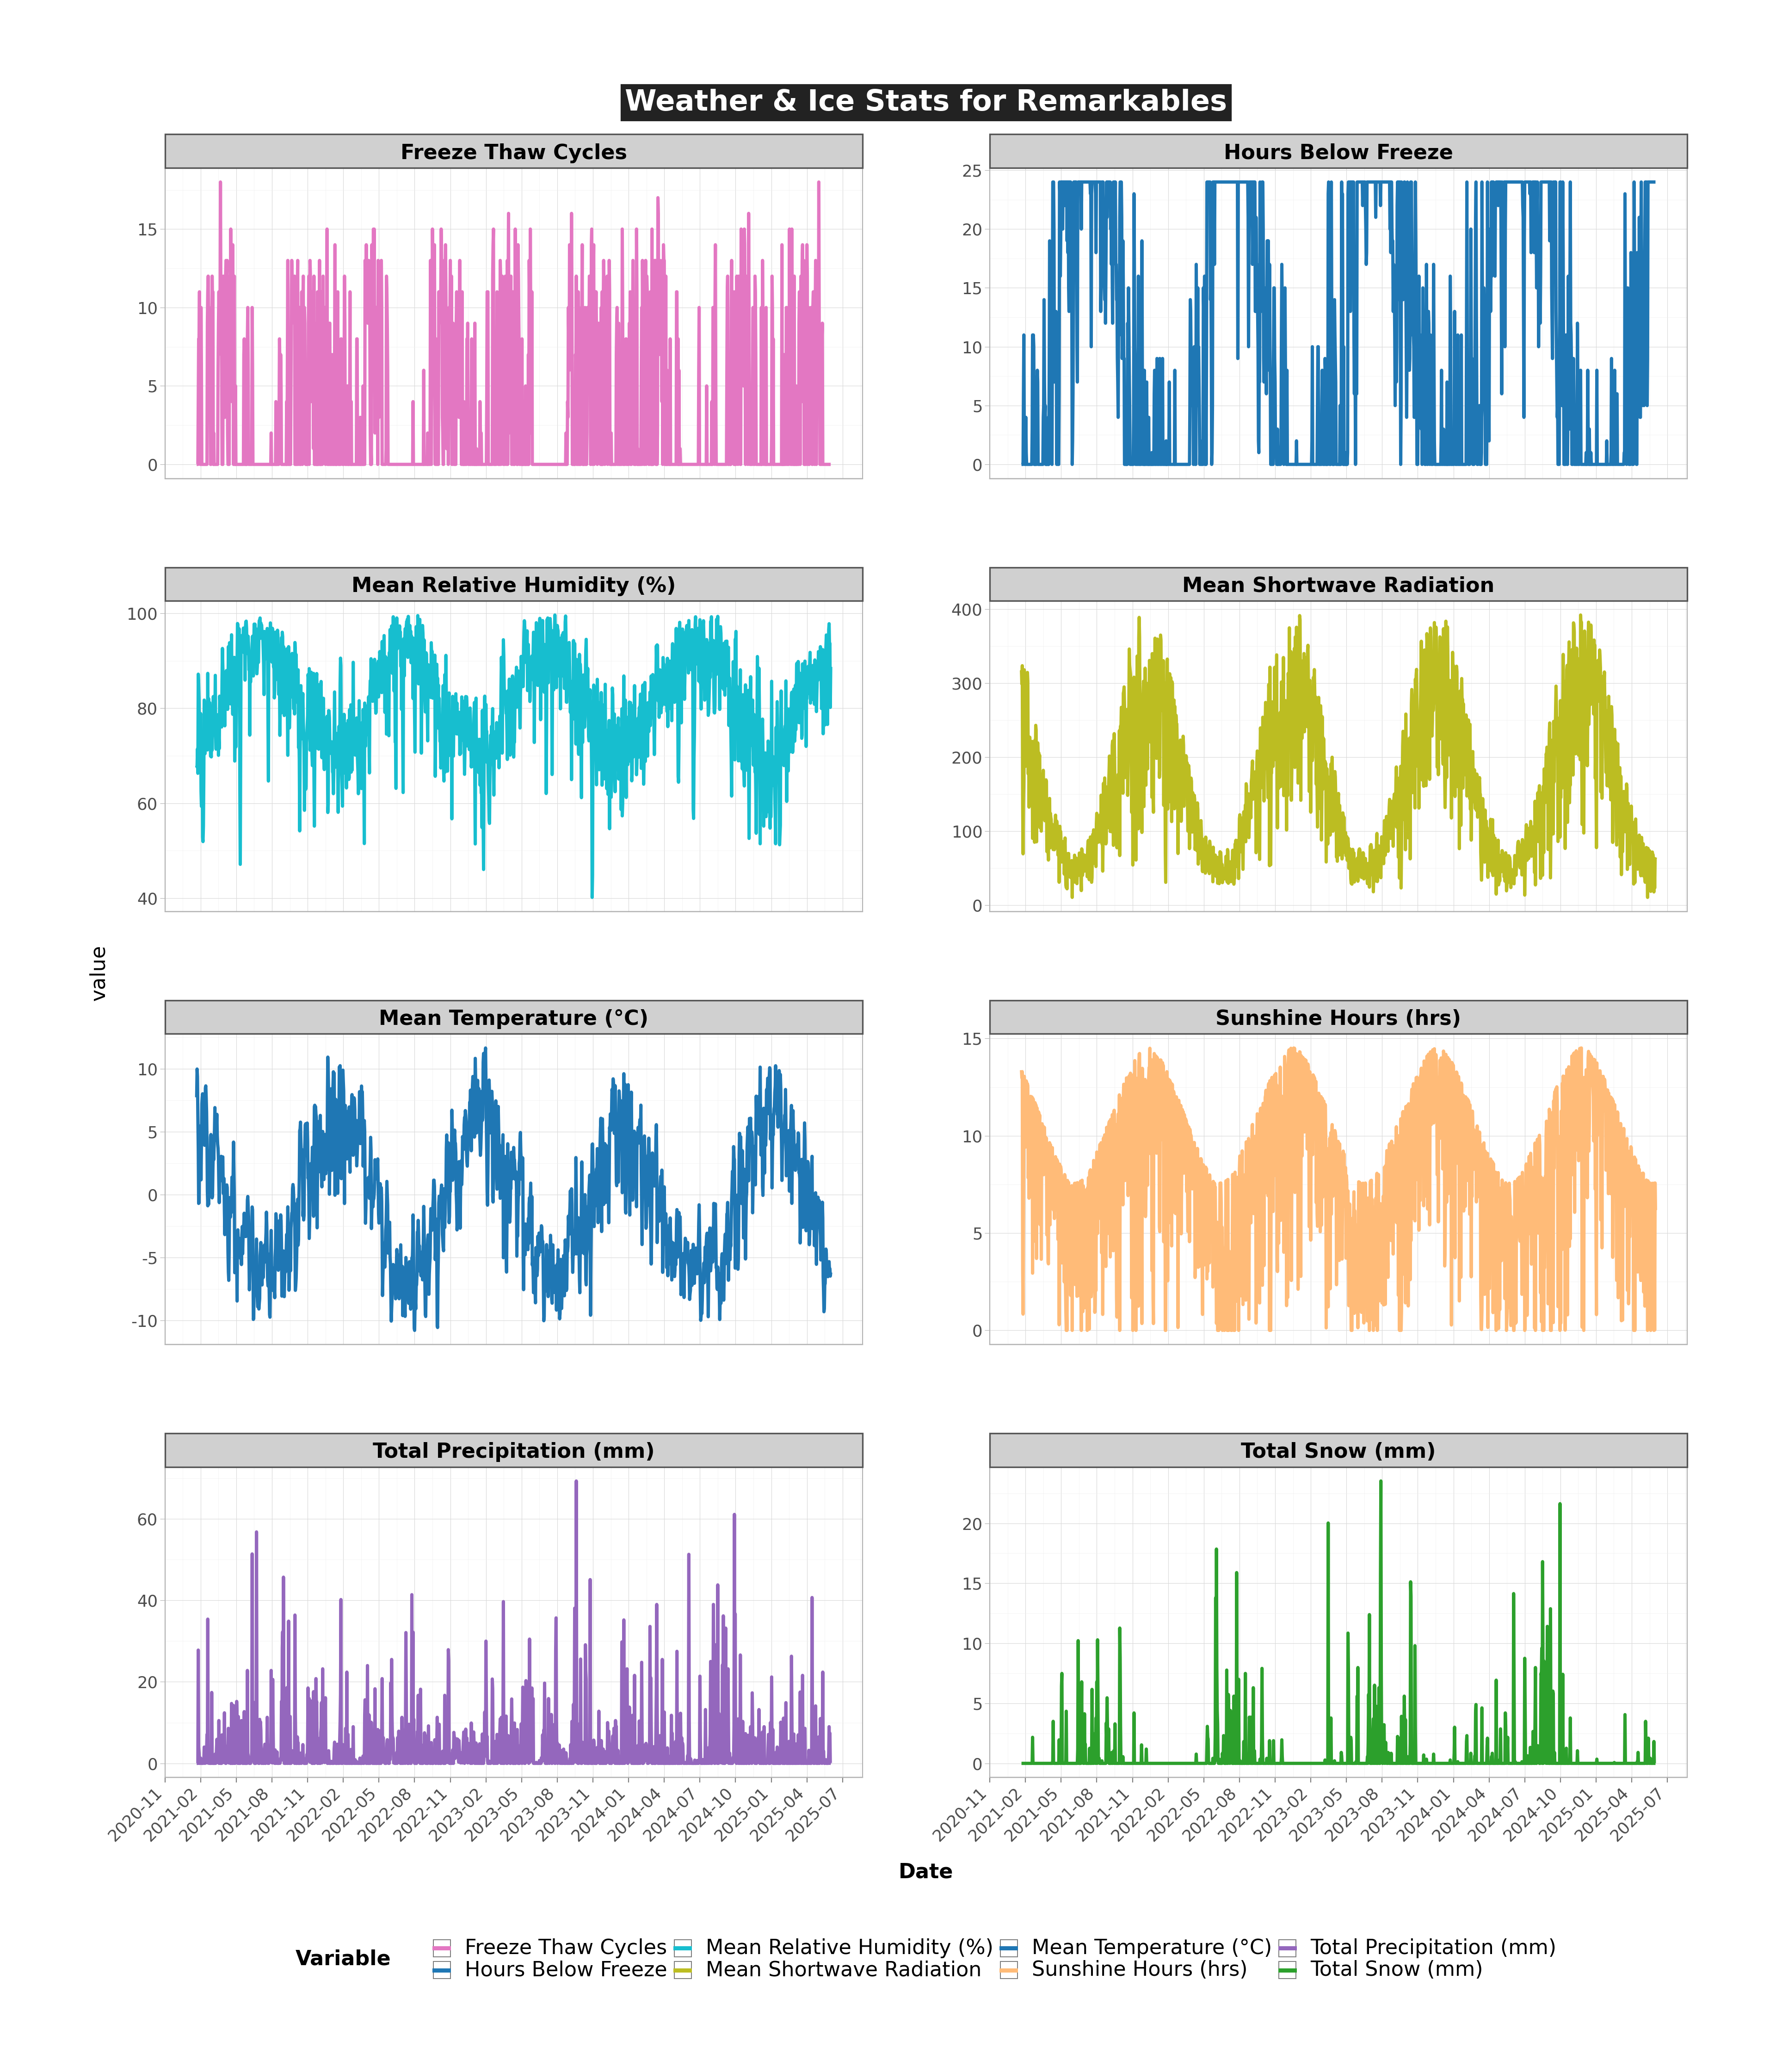 Weather & Ice Stats for Remarkables
Freeze Thaw Cycles
Hours Below Freeze
15
10
5
0
25
20
15
10
5
0
Mean Relative Humidity (%)
Mean Shortwave Radiation
100
80
60
40
400
300
200
100
0
value
Mean Temperature (°C)
Sunshine Hours (hrs)
10
5
0
-5
-10
15
10
5
0
Total Precipitation (mm)
Total Snow (mm)
60
40
20
0
20
15
10
5
0
2020-11 2021-02 2021-05 2021-08 2021-11 2022-02 2022-05 2022-08 2022-11 2023-02 2023-05 2023-08 2023-11 2024-01 2024-04 2024-07 2024-10 2025-01 2025-04 2025-07
2020-11 2021-02 2021-05 2021-08 2021-11 2022-02 2022-05 2022-08 2022-11 2023-02 2023-05 2023-08 2023-11 2024-01 2024-04 2024-07 2024-10 2025-01 2025-04 2025-07
Date
Variable
Freeze Thaw Cycles Mean Relative Humidity (%) Mean Temperature (°C) Total Precipitation (mm)
Hours Below Freeze Mean Shortwave Radiation Sunshine Hours (hrs) Total Snow (mm)